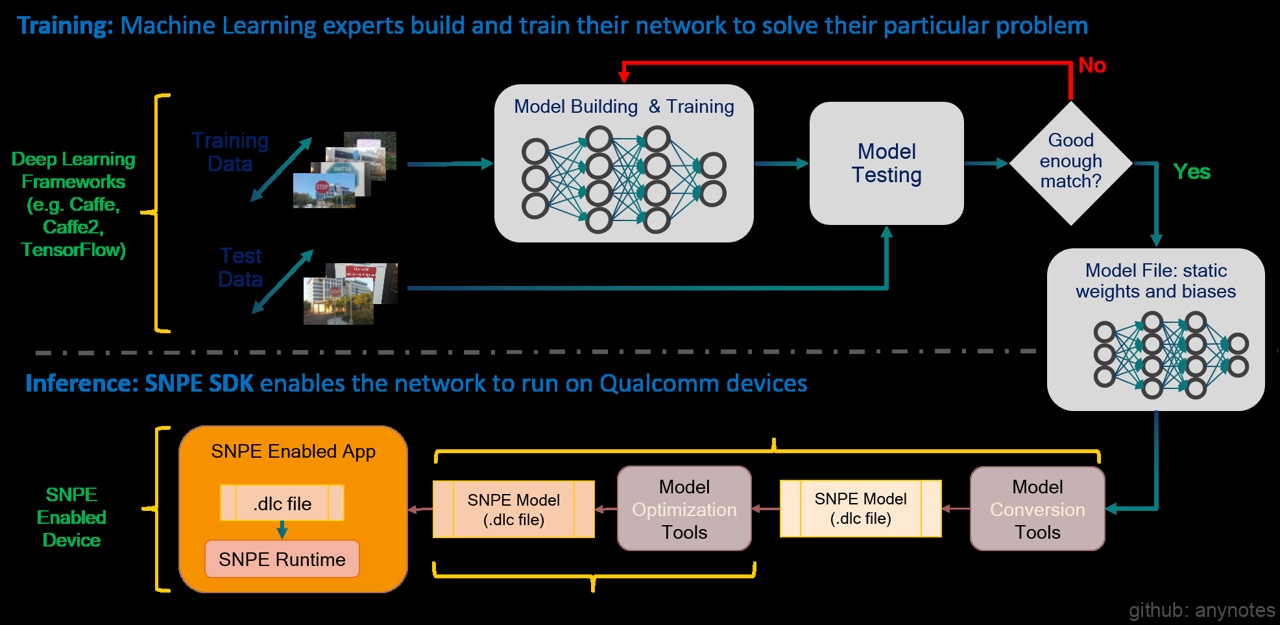 Training: Machine Learning experts build and train their network to solve their particular problem
No
Deep Learning
Frameworks
(e.g. Caffe,
Caffe2,
TensorFlow)
Training
Data
Test
Data
STOP
Model Building & Training
Model
Testing
Good
enough
match?
Yes
Model File: static
weights and biases
Inference: SNPE SDK enables the network to run on Qualcomm devices
SNPE
Enabled
Device
SNPE Enabled App
.dlc file
SNPE Runtime
SNPE Model
(.dlc file)
Model
Optimization
Tools
SNPE Model
(.dlc file)
Model
Conversion
Tools
github: anynotes